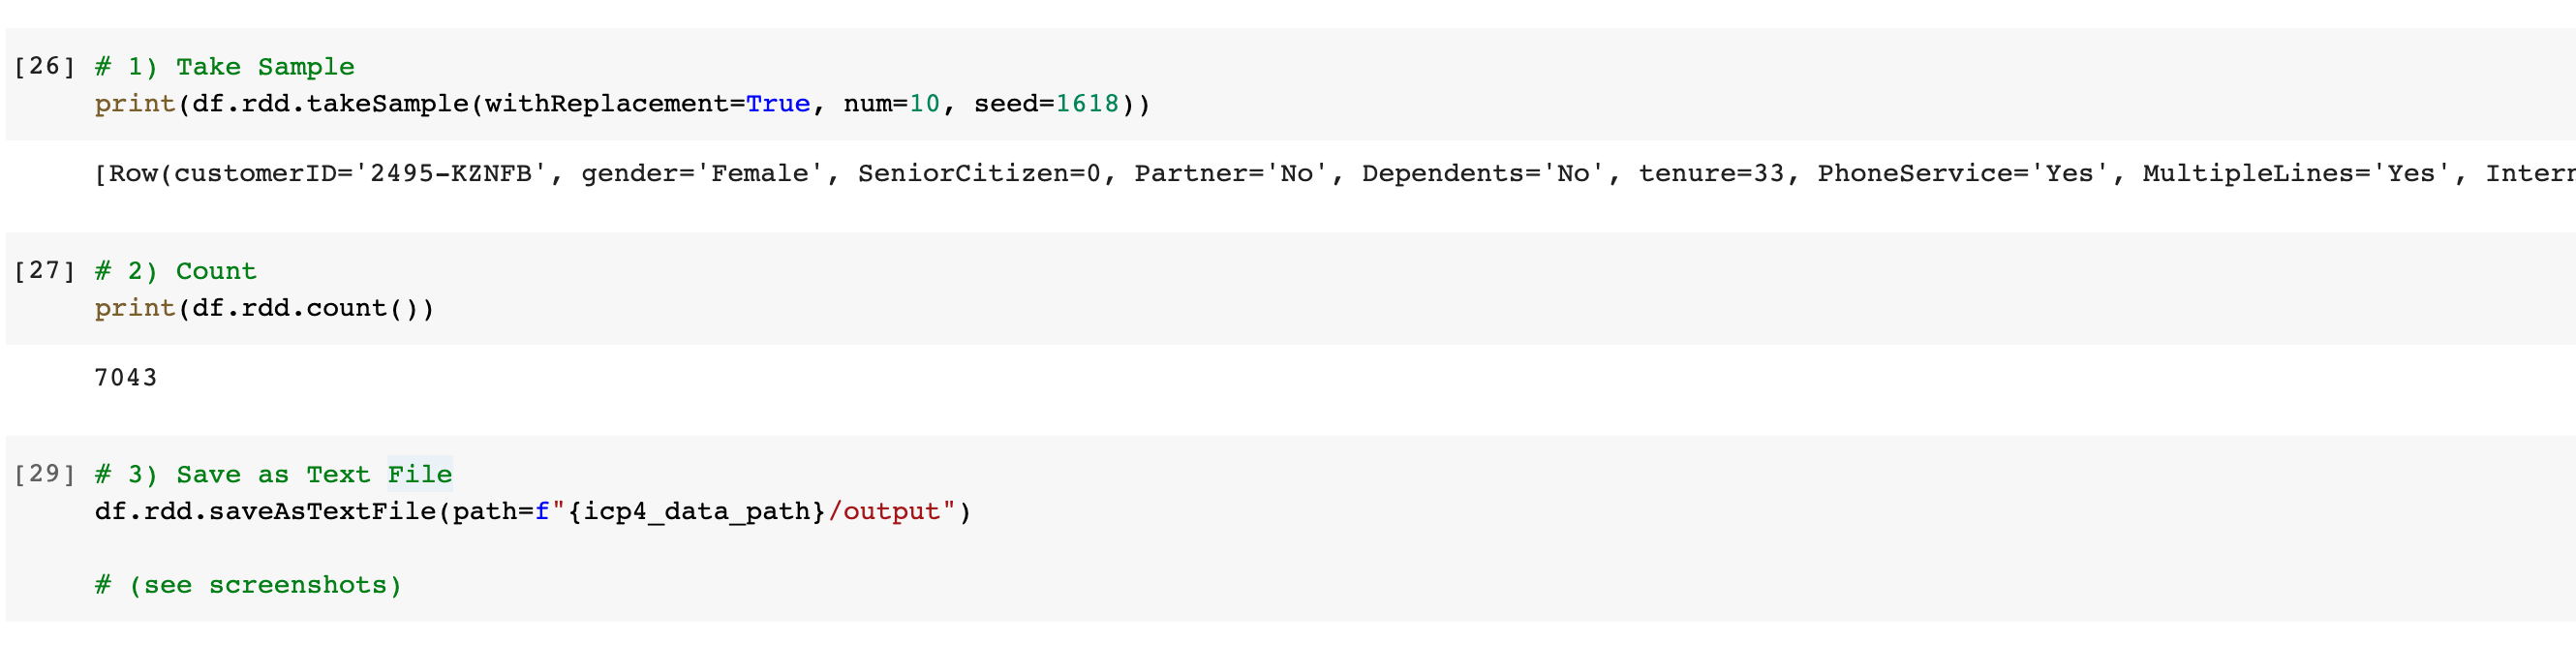 [26] # 1) Take Sample
print(df.rdd.takeSample(withReplacement=True, num=10, seed=1618))
[Row(customerID='2495-KZNFB', gender='Female', SeniorCitizen=0, Partner='No', Dependents='No', tenure=33, PhoneService='Yes', MultipleLines='Yes', Intern
[27] # 2) Count
print(df.rdd.count())
7043
[29] # 3) Save as Text File
df.rdd.saveAsTextFile(path=f"{icp4_data_path}/output")
# (see screenshots)